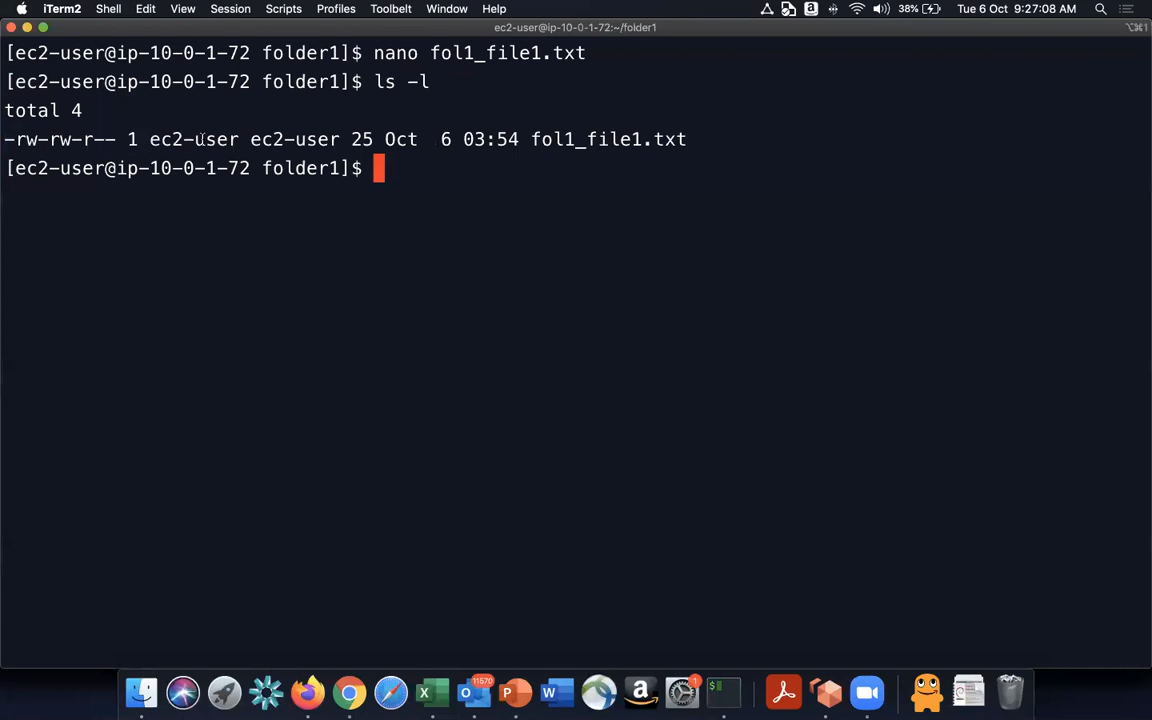 iTerm2 Shell Edit View Session Scripts Profiles Toolbelt Window Help 38% Tue 6 Oct 9:27:08 AM
ec2-user@ip-10-0-1-72:~/folder1 ⌥⌘1
[ec2-user@ip-10-0-1-72 folder1]$ nano fol1_file1.txt
[ec2-user@ip-10-0-1-72 folder1]$ ls -l
total 4
-rw-rw-r-- 1 ec2-user ec2-user 25 Oct  6 03:54 fol1_file1.txt
[ec2-user@ip-10-0-1-72 folder1]$
11570
1